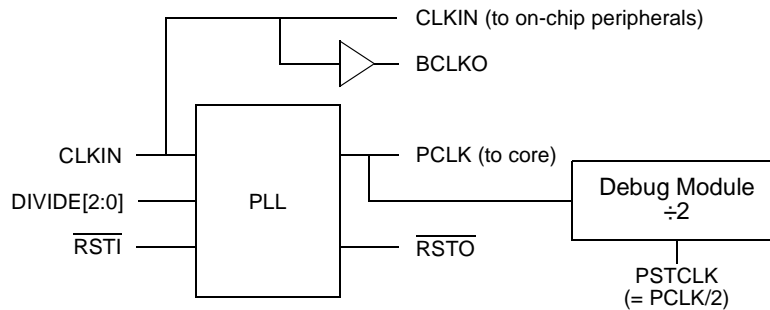 CLKIN (to on-chip peripherals)
BCLKO
CLKIN
PCLK (to core)
DIVIDE[2:0]
PLL
Debug Module
÷2
RSTI
RSTO
PSTCLK
(= PCLK/2)